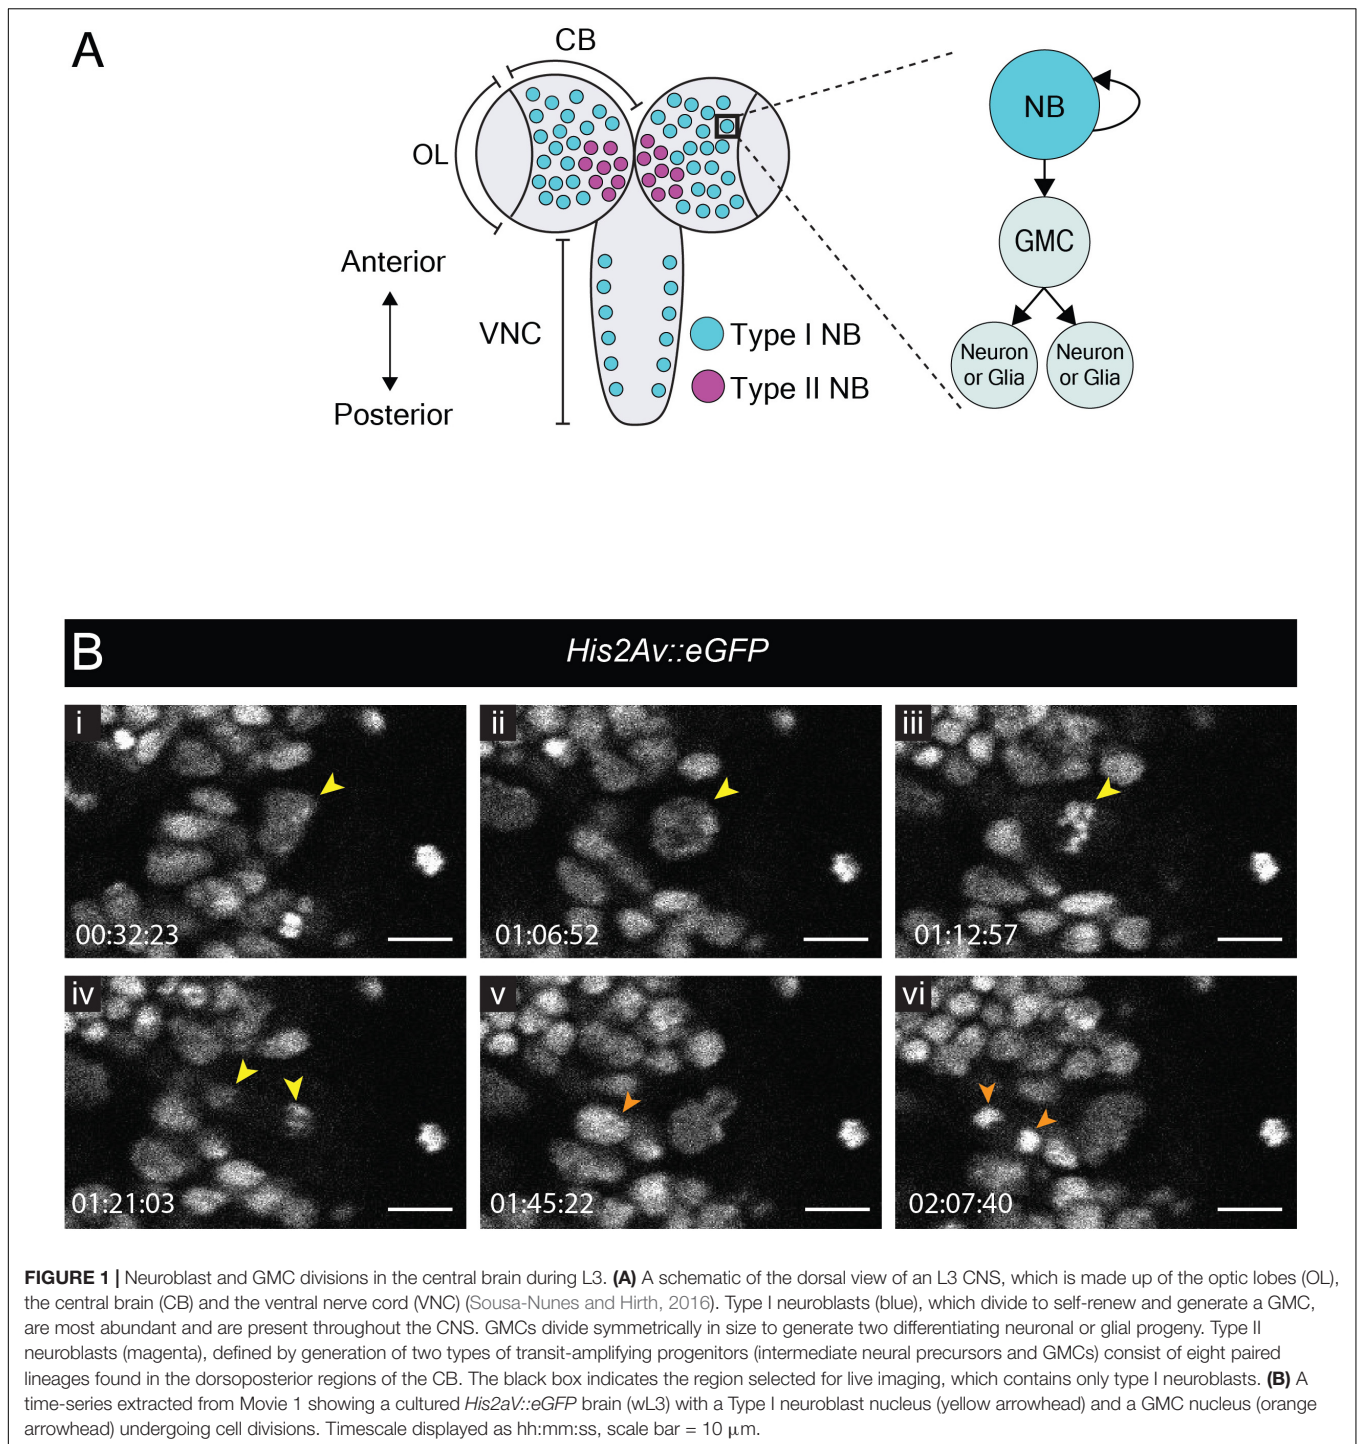 A
CB
OL
Anterior
Posterior
VNC
Type I NB
Type II NB
NB
GMC
Neuron
or Glia
Neuron
or Glia
B
His2Av::eGFP
i
00:32:23
ii
01:06:52
iii
01:12:57
iv
01:21:03
v
01:45:22
vi
02:07:40
FIGURE 1 | Neuroblast and GMC divisions in the central brain during L3. (A) A schematic of the dorsal view of an L3 CNS, which is made up of the optic lobes (OL),
the central brain (CB) and the ventral nerve cord (VNC) (Sousa-Nunes and Hirth, 2016). Type I neuroblasts (blue), which divide to self-renew and generate a GMC,
are most abundant and are present throughout the CNS. GMCs divide symmetrically in size to generate two differentiating neuronal or glial progeny. Type II
neuroblasts (magenta), defined by generation of two types of transit-amplifying progenitors (intermediate neural precursors and GMCs) consist of eight paired
lineages found in the dorsoposterior regions of the CB. The black box indicates the region selected for live imaging, which contains only type I neuroblasts. (B) A
time-series extracted from Movie 1 showing a cultured His2aV::eGFP brain (wL3) with a Type I neuroblast nucleus (yellow arrowhead) and a GMC nucleus (orange
arrowhead) undergoing cell divisions. Timescale displayed as hh:mm:ss, scale bar = 10 μm.